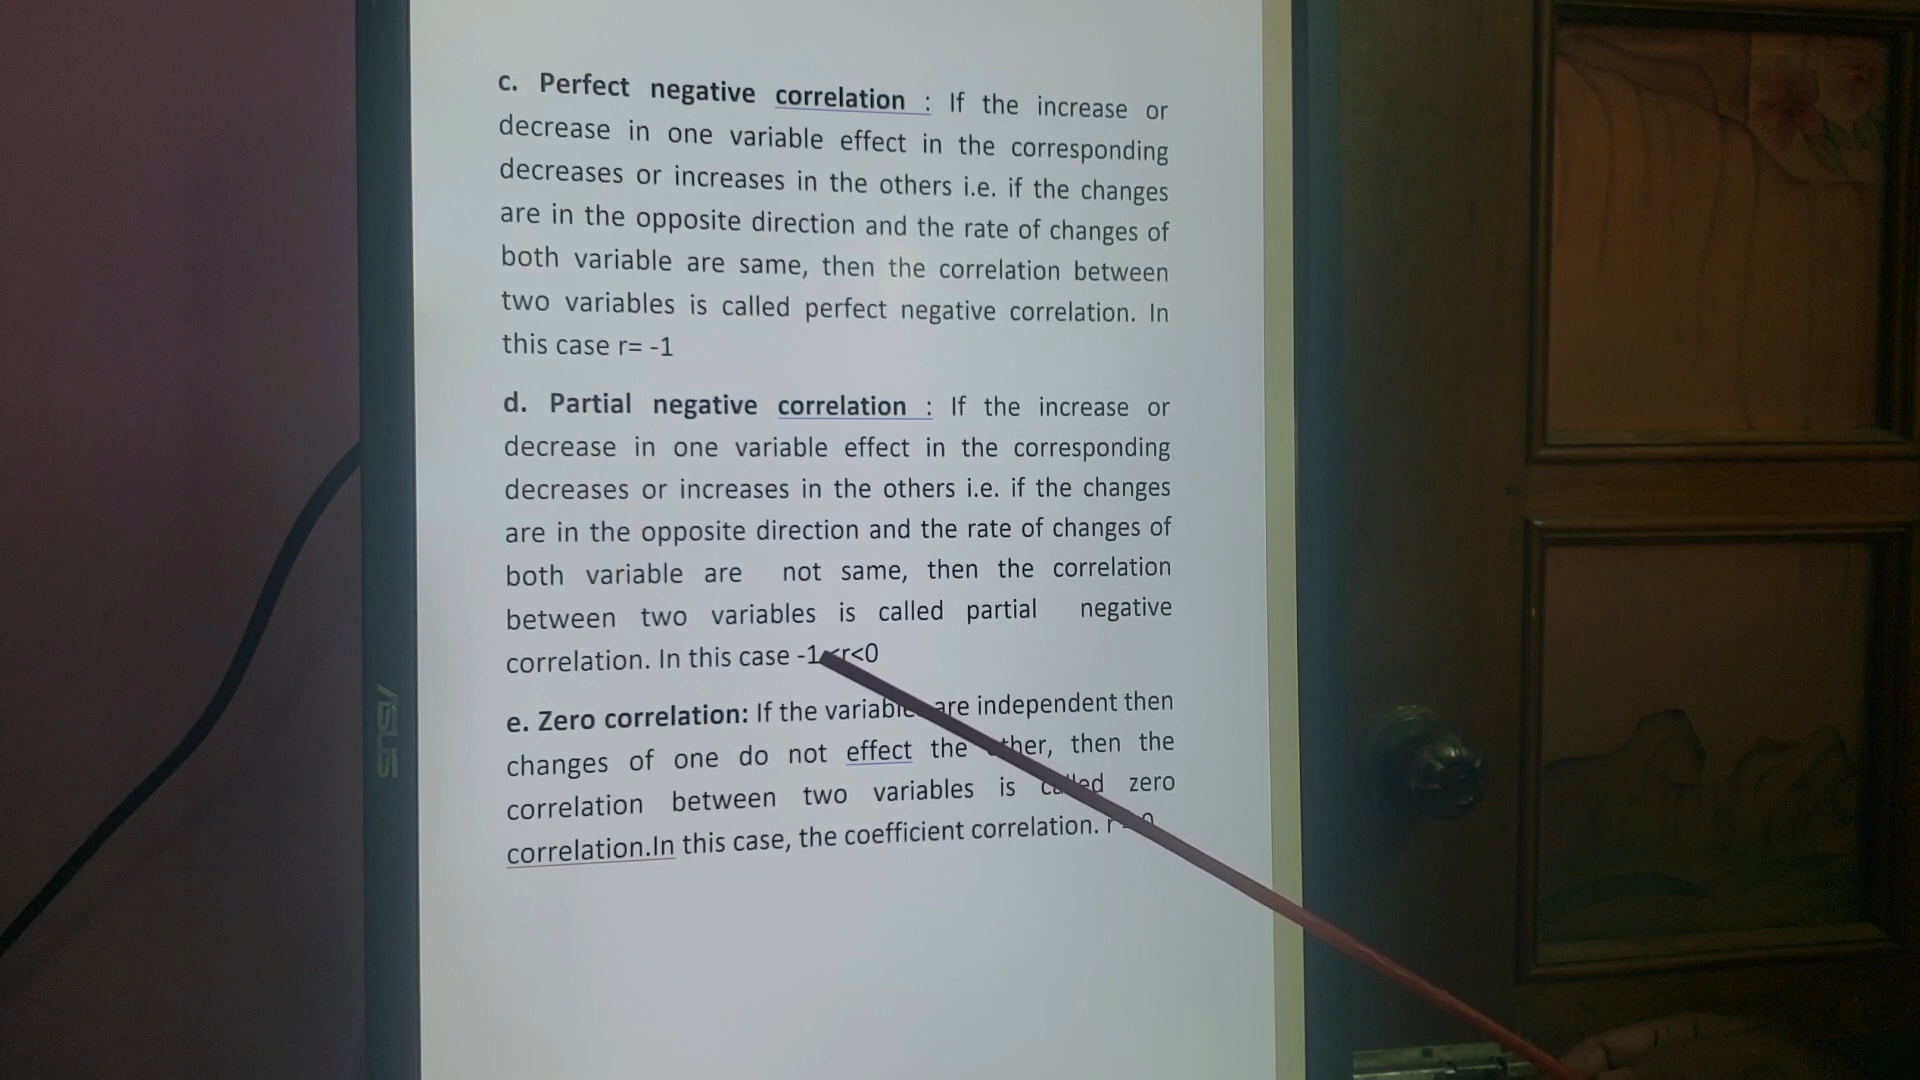 c. Perfect negative correlation : If the increase or
decrease in one variable effect in the corresponding
decreases or increases in the others i.e. if the changes
are in the opposite direction and the rate of changes of
both variable are same, then the correlation between
two variables is called perfect negative correlation. In
this case r= -1
d. Partial negative correlation : If the increase or
decrease in one variable effect in the corresponding
decreases or increases in the others i.e. if the changes
are in the opposite direction and the rate of changes of
both variable are not same, then the correlation
between two variables is called partial negative
correlation. In this case -1<r<0
e. Zero correlation: If the variable are independent then
changes of one do not effect the other, then the
correlation between two variables is called zero
correlation.In this case, the coefficient correlation. r = 0
ASUS